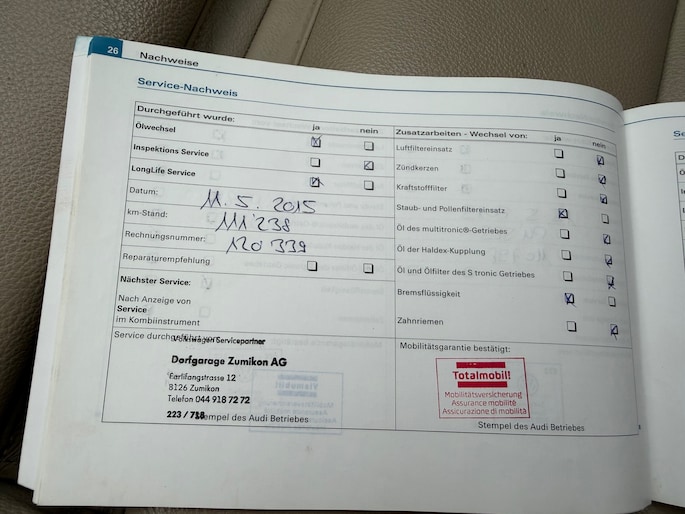 26
Nachweise
Service-Nachweis
Durchgeführt wurde: ja nein
Ölwechsel
Inspektions Service
LongLife Service
Datum: 11. 5. 2015
km-Stand: 111'238
Rechnungsnummer: 120'339
Reparaturempfehlung
Nächster Service:
Nach Anzeige von
Service
im Kombiinstrument
Service durchgeführt
Volkswagen Servicepartner
Dorfgarage Zumikon AG
Farlifangstrasse 12
8126 Zumikon
Telefon 044 918 72 72
Stempel des Audi Betriebes
Zusatzarbeiten - Wechsel von: ja nein
Luftfiltereinsatz
Zündkerzen
Kraftstofffilter
Staub- und Pollenfiltereinsatz
Öl des multitronic®-Getriebes
Öl der Haldex-Kupplung
Öl und Ölfilter des S tronic Getriebes
Bremsflüssigkeit
Zahnriemen
Mobilitätsgarantie bestätigt:
Totalmobil!
Mobilitätsversicherung
Assurance mobilité
Assicurazione di mobilità
Stempel des Audi Betriebes